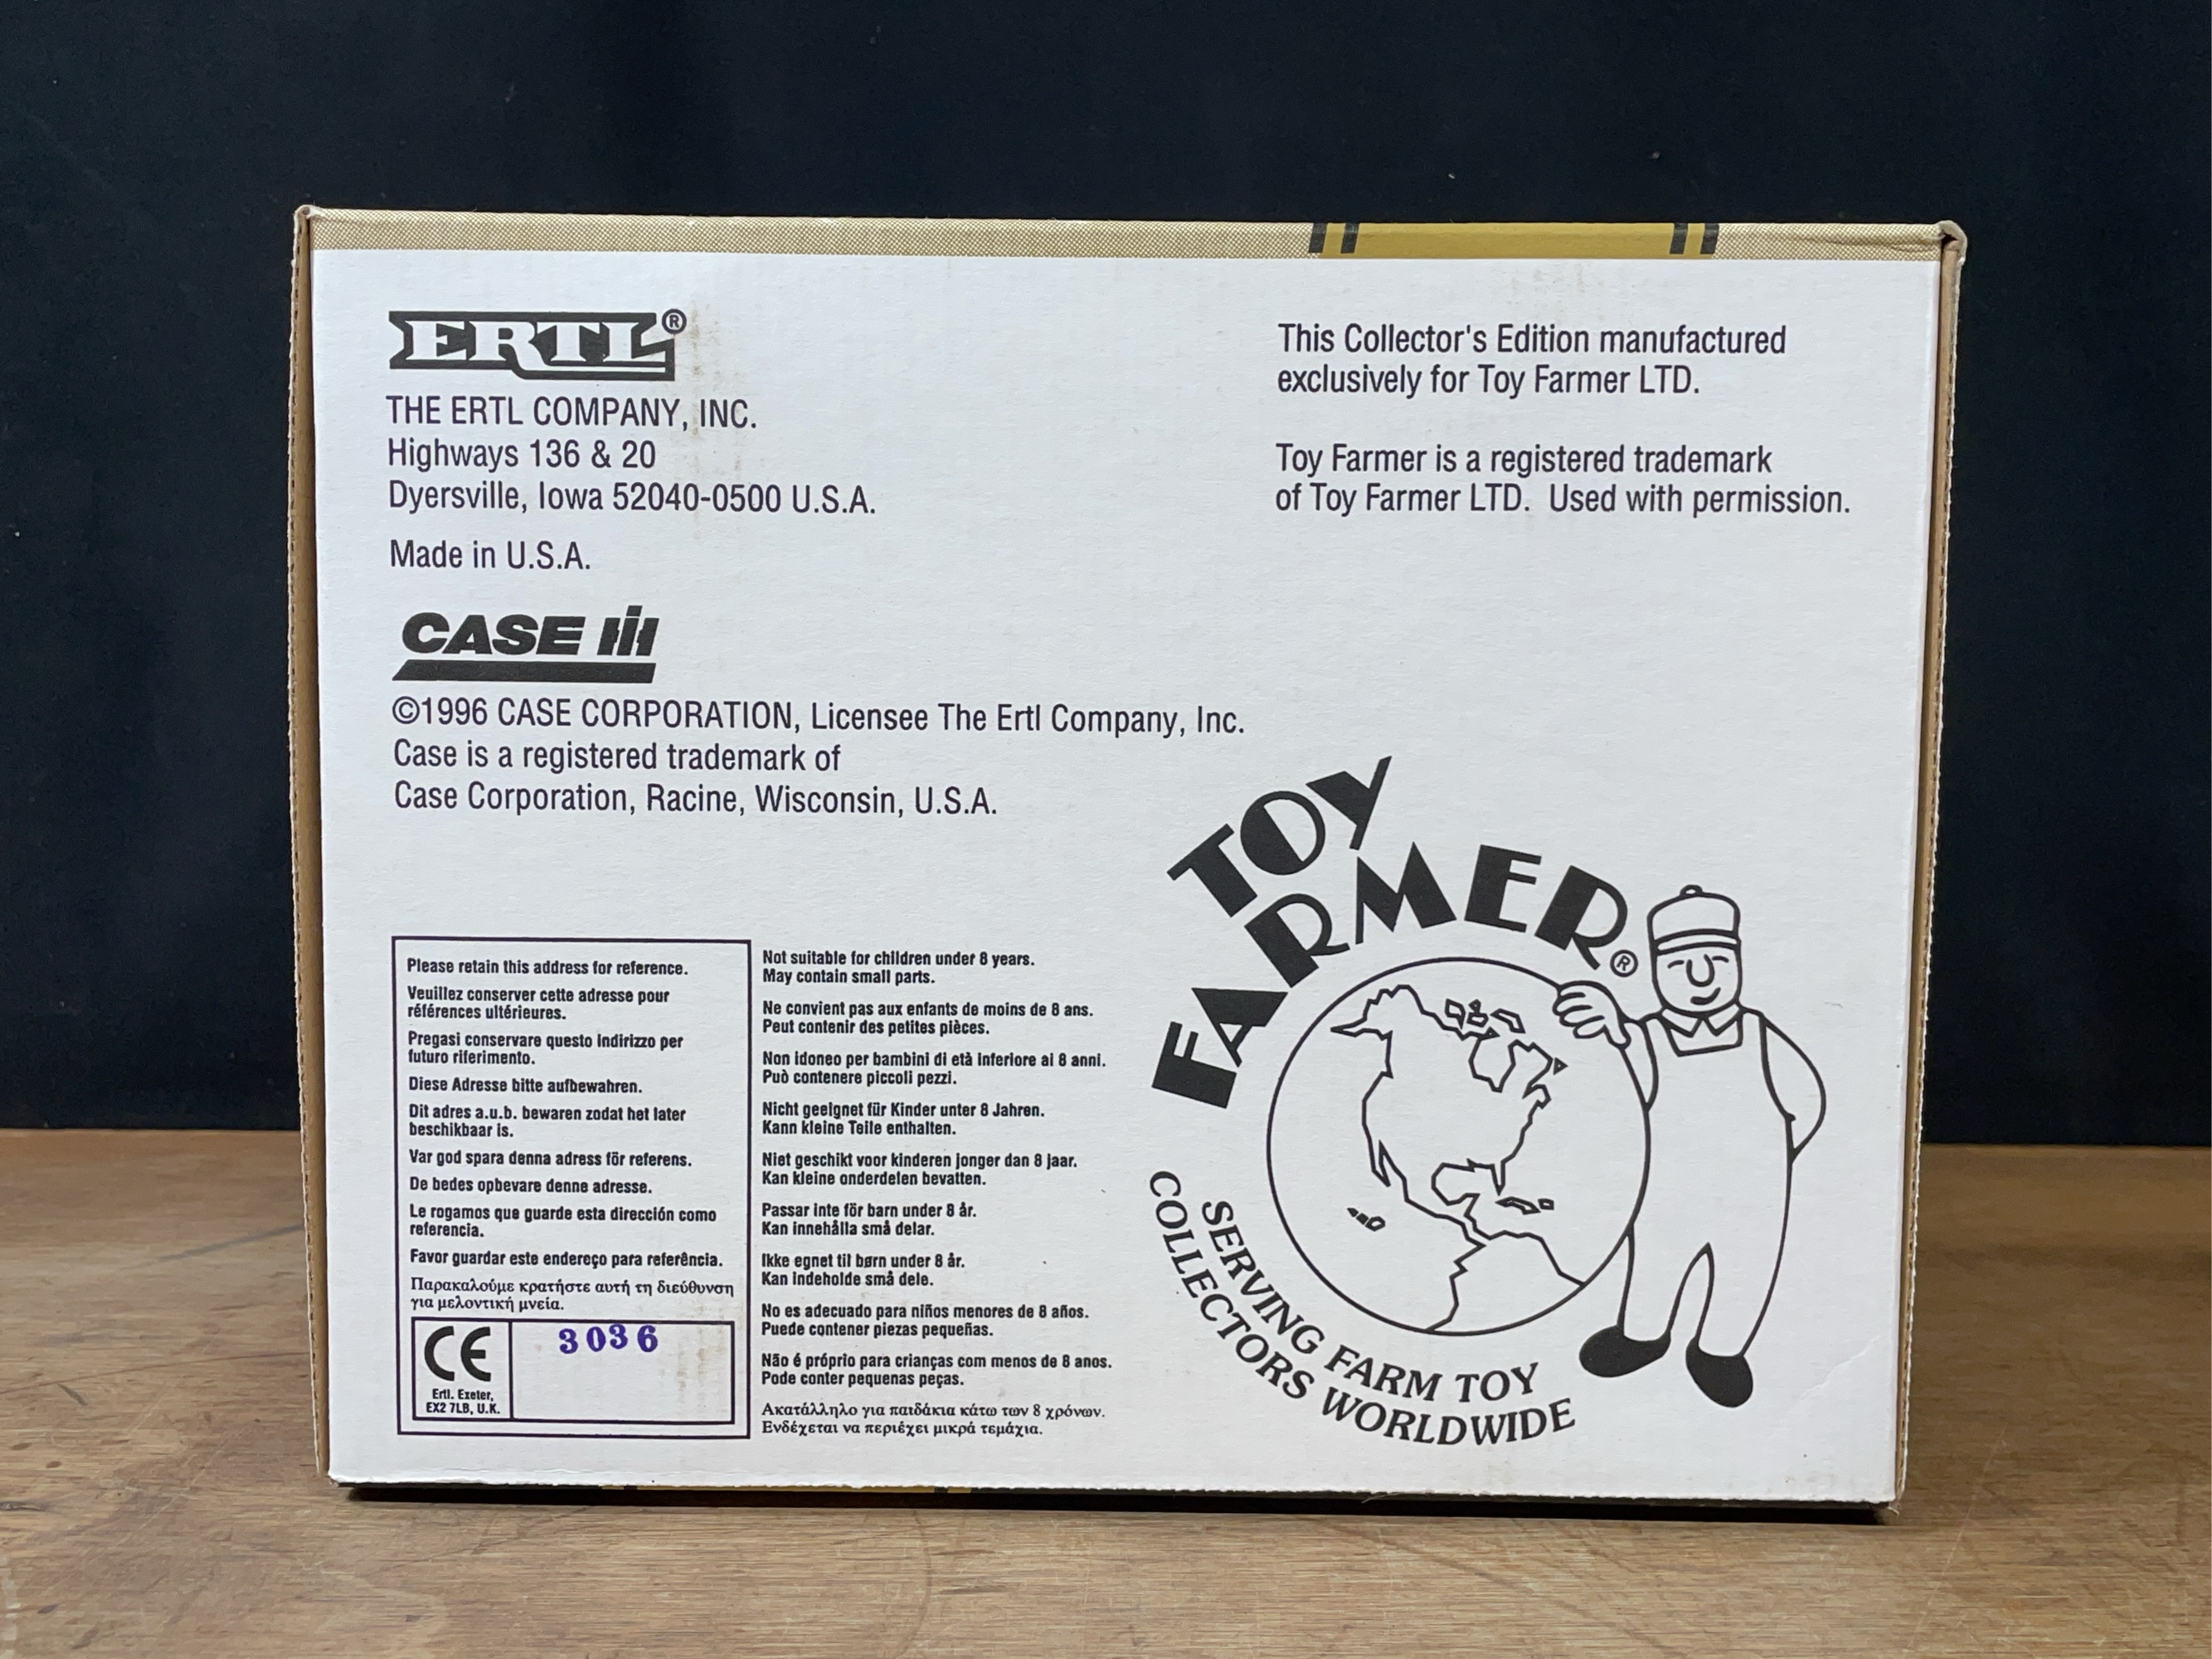 ERTL®
THE ERTL COMPANY, INC.
Highways 136 & 20
Dyersville, Iowa 52040-0500 U.S.A.
Made in U.S.A.
CASE IH
©1996 CASE CORPORATION, Licensee The Ertl Company, Inc.
Case is a registered trademark of
Case Corporation, Racine, Wisconsin, U.S.A.
This Collector's Edition manufactured
exclusively for Toy Farmer LTD.
Toy Farmer is a registered trademark
of Toy Farmer LTD. Used with permission.
Please retain this address for reference.
Veuillez conserver cette adresse pour
références ultérieures.
Pregasi conservare questo indirizzo per
futuro riferimento.
Diese Adresse bitte aufbewahren.
Dit adres a.u.b. bewaren zodat het later
beschikbaar is.
Var god spara denna adress för referens.
De bedes opbevare denne adresse.
Le rogamos que guarde esta dirección como
referencia.
Favor guardar este endereço para referência.
Παρακαλούμε κρατήστε αυτή τη διεύθυνση
για μελοντική μνεία.
CE
Ertl. Exeter,
EX2 7LB, U.K.
3036
Not suitable for children under 8 years.
May contain small parts.
Ne convient pas aux enfants de moins de 8 ans.
Peut contenir des petites pièces.
Non idoneo per bambini di età inferiore ai 8 anni.
Può contenere piccoli pezzi.
Nicht geeignet für Kinder unter 8 Jahren.
Kann kleine Teile enthalten.
Niet geschikt voor kinderen jonger dan 8 jaar.
Kan kleine onderdelen bevatten.
Passar inte för barn under 8 år.
Kan innehålla små delar.
Ikke egnet til børn under 8 år.
Kan indeholde små dele.
No es adecuado para niños menores de 8 años.
Puede contener piezas pequeñas.
Não é próprio para crianças com menos de 8 anos.
Pode conter pequenas peças.
Ακατάλληλο για παιδάκια κάτω των 8 χρόνων.
Ενδέχεται να περιέχει μικρά τεμάχια.
TOY
FARMER®
SERVING FARM TOY
COLLECTORS WORLDWIDE